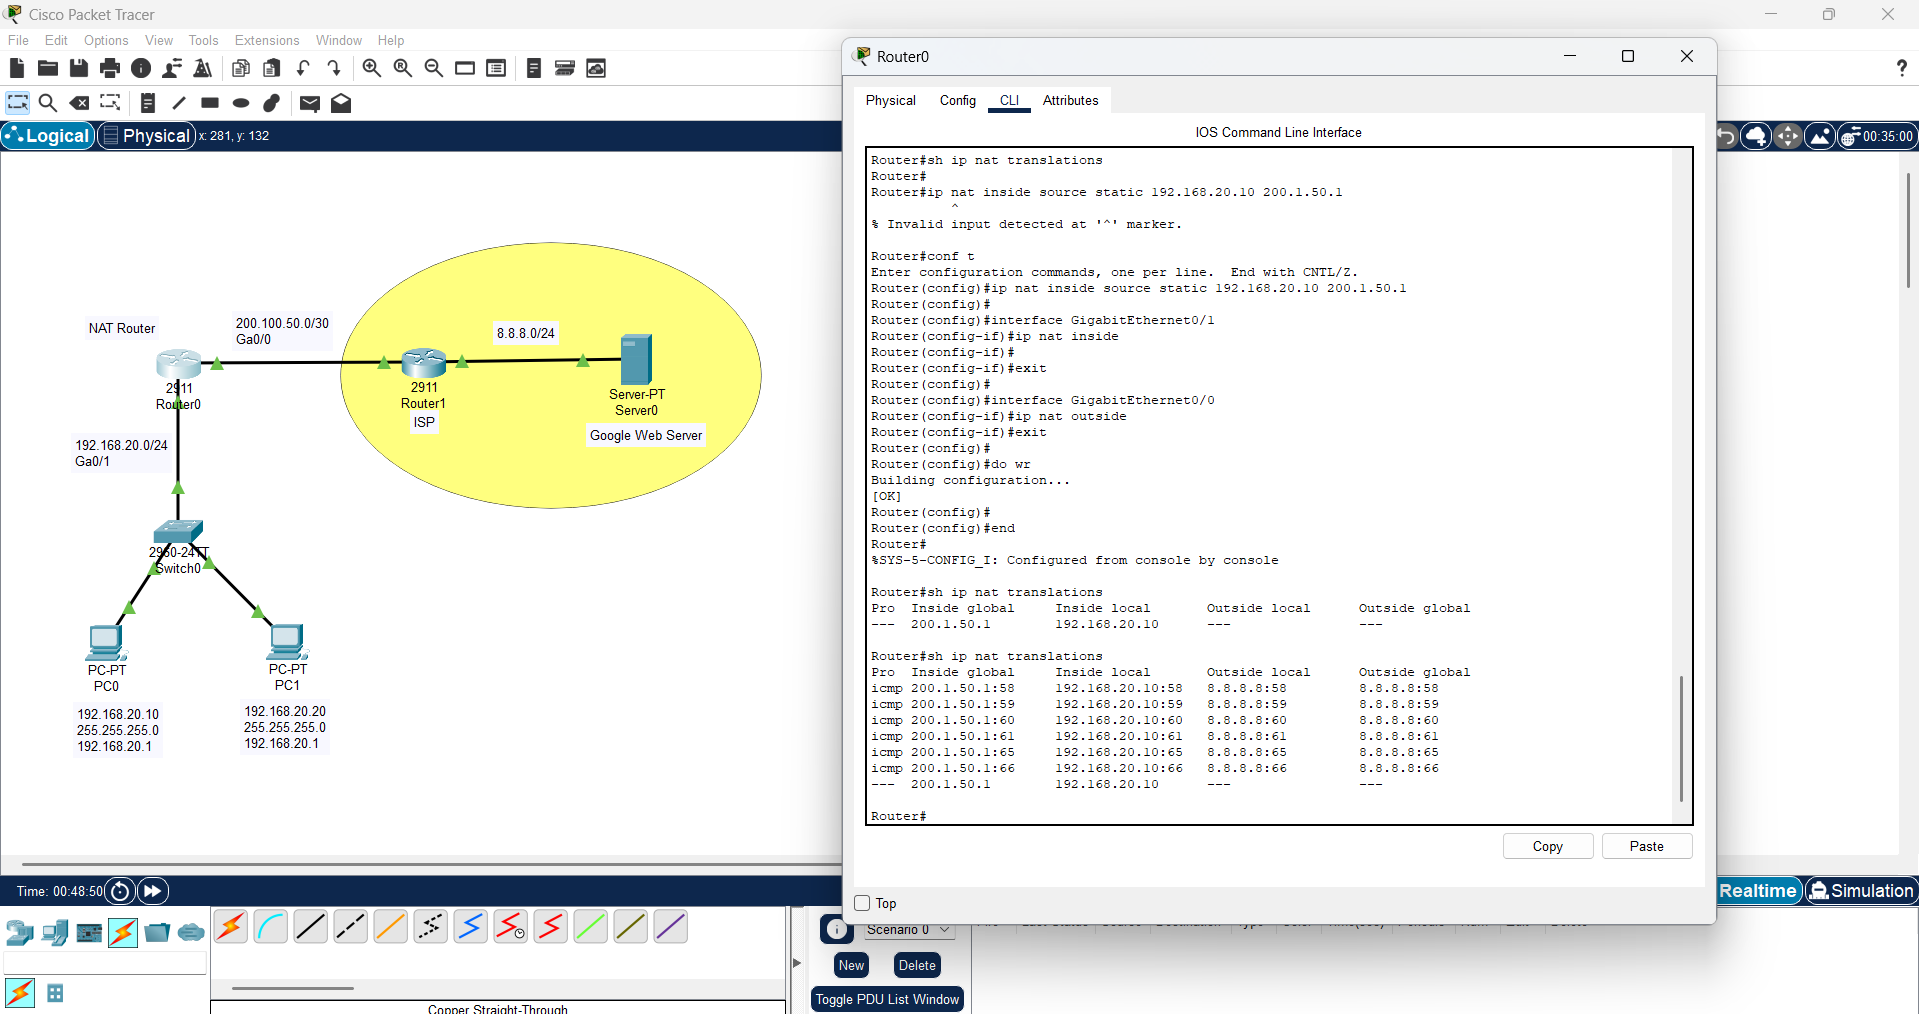 Cisco Packet Tracer
File Edit Options View Tools Extensions Window Help
Logical Physical x: 281, y: 132
00:35:00
NAT Router
200.100.50.0/30
Ga0/0
8.8.8.0/24
2911
Router0
2911
Router1
ISP
Server-PT
Server0
Google Web Server
192.168.20.0/24
Ga0/1
2950-24TT
Switch0
PC-PT
PC0
PC-PT
PC1
192.168.20.10
255.255.255.0
192.168.20.1
192.168.20.20
255.255.255.0
192.168.20.1
Router0
Physical Config CLI Attributes
IOS Command Line Interface
Router#sh ip nat translations
Router#
Router#ip nat inside source static 192.168.20.10 200.1.50.1
^
% Invalid input detected at '^' marker.
Router#conf t
Enter configuration commands, one per line. End with CNTL/Z.
Router(config)#ip nat inside source static 192.168.20.10 200.1.50.1
Router(config)#
Router(config)#interface GigabitEthernet0/1
Router(config-if)#ip nat inside
Router(config-if)#
Router(config-if)#exit
Router(config)#
Router(config)#interface GigabitEthernet0/0
Router(config-if)#ip nat outside
Router(config-if)#exit
Router(config)#
Router(config)#do wr
Building configuration...
[OK]
Router(config)#
Router(config)#end
Router#
%SYS-5-CONFIG_I: Configured from console by console
Router#sh ip nat translations
Pro Inside global Inside local Outside local Outside global
--- 200.1.50.1 192.168.20.10 --- ---
Router#sh ip nat translations
Pro Inside global Inside local Outside local Outside global
icmp 200.1.50.1:58 192.168.20.10:58 8.8.8.8:58 8.8.8.8:58
icmp 200.1.50.1:59 192.168.20.10:59 8.8.8.8:59 8.8.8.8:59
icmp 200.1.50.1:60 192.168.20.10:60 8.8.8.8:60 8.8.8.8:60
icmp 200.1.50.1:61 192.168.20.10:61 8.8.8.8:61 8.8.8.8:61
icmp 200.1.50.1:65 192.168.20.10:65 8.8.8.8:65 8.8.8.8:65
icmp 200.1.50.1:66 192.168.20.10:66 8.8.8.8:66 8.8.8.8:66
--- 200.1.50.1 192.168.20.10 --- ---
Router#
Copy Paste
Top
Time: 00:48:50
Realtime Simulation
Scenario 0
New Delete
Toggle PDU List Window
Copper Straight-Through